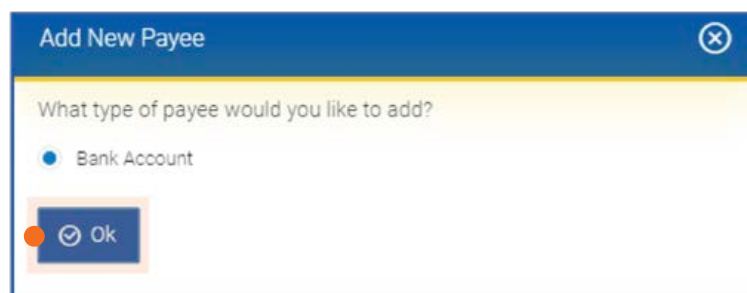 Add New Payee
What type of payee would you like to add?
Bank Account
Ok